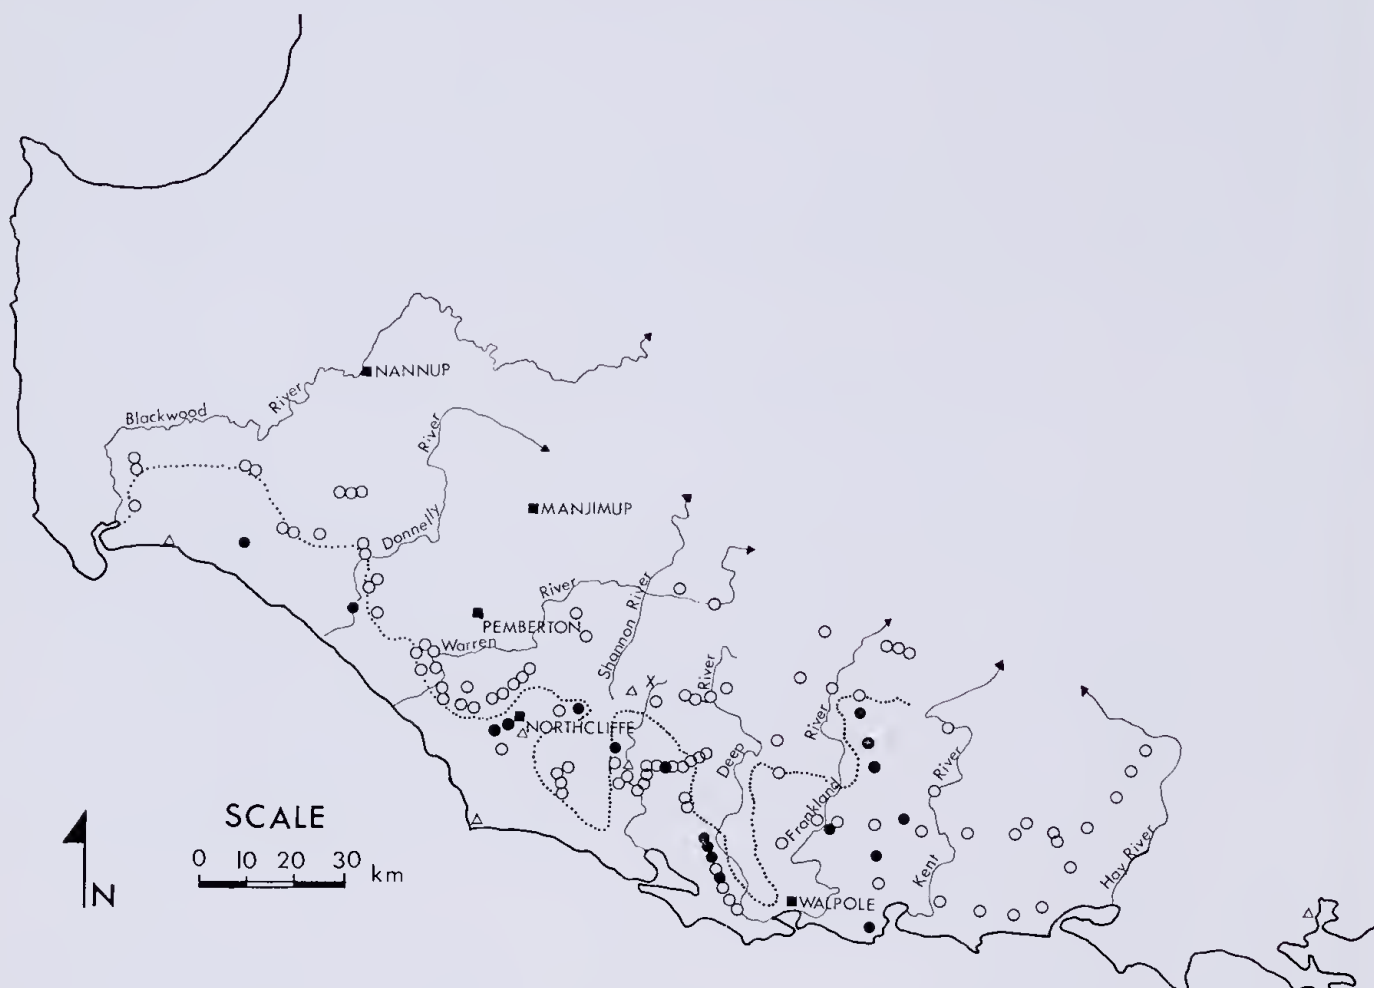 NANNUP
River
Blackwood
River
MANJIMUP
Donnelly
River
Shannon River
PEMBERTON
Warren
X
River
River
NORTHCLIFFE
Deep
River
Frankland
SCALE
0 10 20 30 km
N
Kent
Hay River
WALPOLE